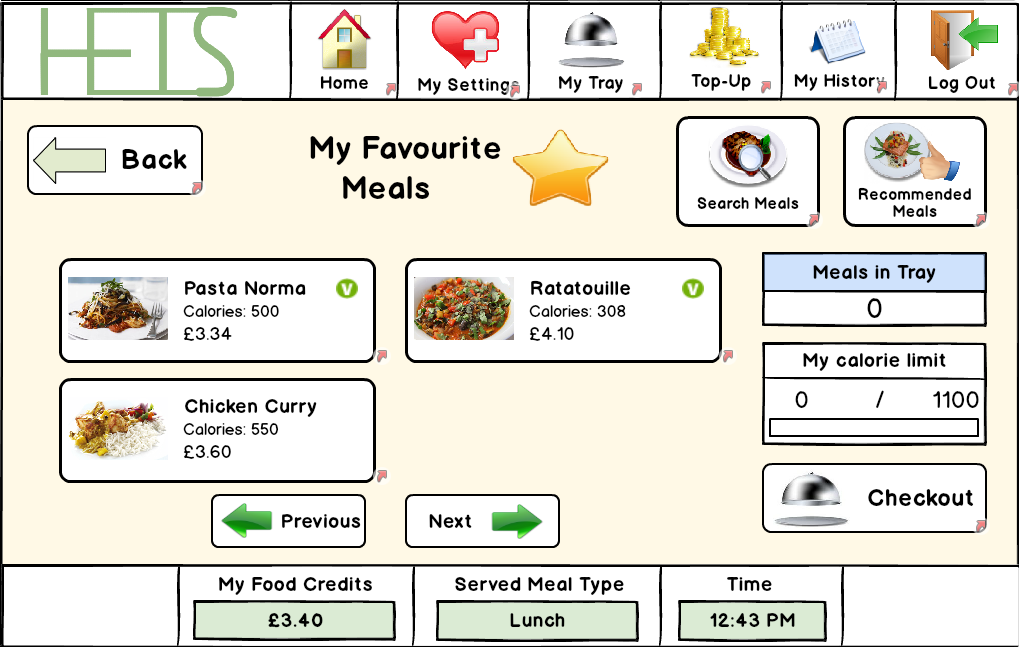 HEIS
Home
My Settings
My Tray
Top-Up
My History
Log Out
Back
My Favourite
Meals
Search Meals
Recommended
Meals
Pasta Norma
V
Calories: 500
£3.34
Ratatouille
V
Calories: 308
£4.10
Chicken Curry
Calories: 550
£3.60
Meals in Tray
0
My calorie limit
0 / 1100
Checkout
Previous
Next
My Food Credits
£3.40
Served Meal Type
Lunch
Time
12:43 PM